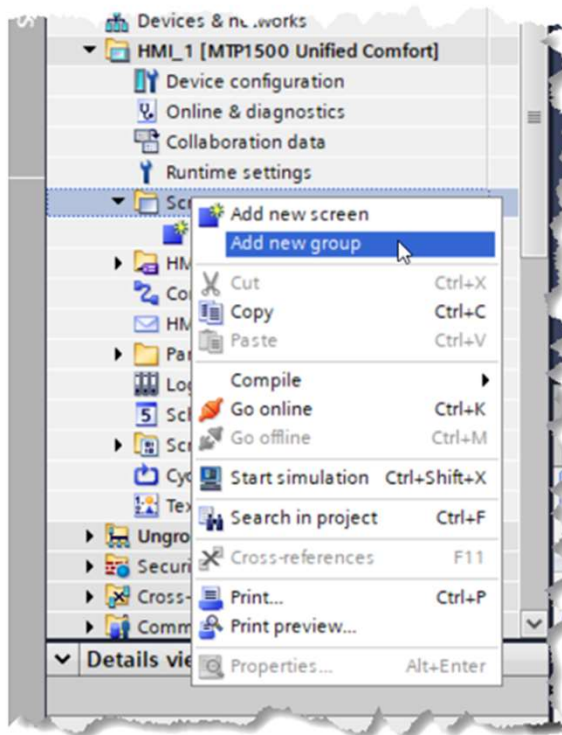 Devices & networks
HMI_1 [MTP1500 Unified Comfort]
Device configuration
Online & diagnostics
Collaboration data
Runtime settings
Scr
Add new screen
Add new group
HM
Cut Ctrl+X
Co
Copy Ctrl+C
HM
Paste Ctrl+V
Par
Compile
Log
Go online Ctrl+K
Sch
Go offline Ctrl+M
Scr
Cyc
Start simulation Ctrl+Shift+X
Tex
Search in project Ctrl+F
Ungro
Securi
Cross-references F11
Cross-
Print... Ctrl+P
Comm
Print preview...
Details vie
Properties... Alt+Enter